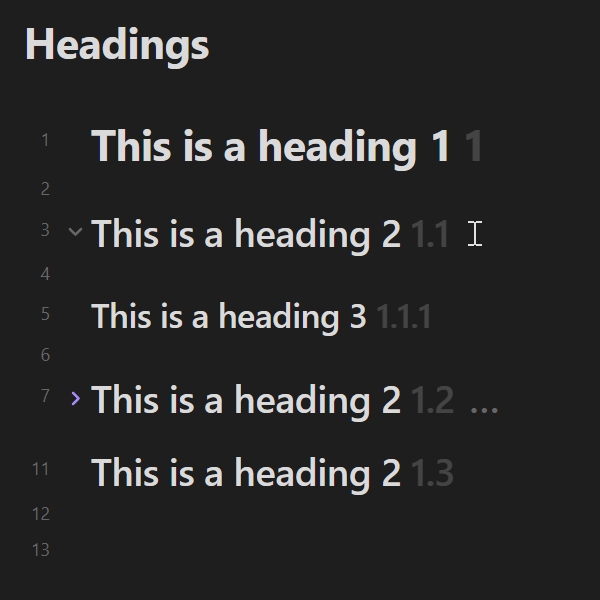 Headings
1 This is a heading 1 1
2
3 This is a heading 2 1.1
4
5 This is a heading 3 1.1.1
6
7 This is a heading 2 1.2 ...
11 This is a heading 2 1.3
12
13